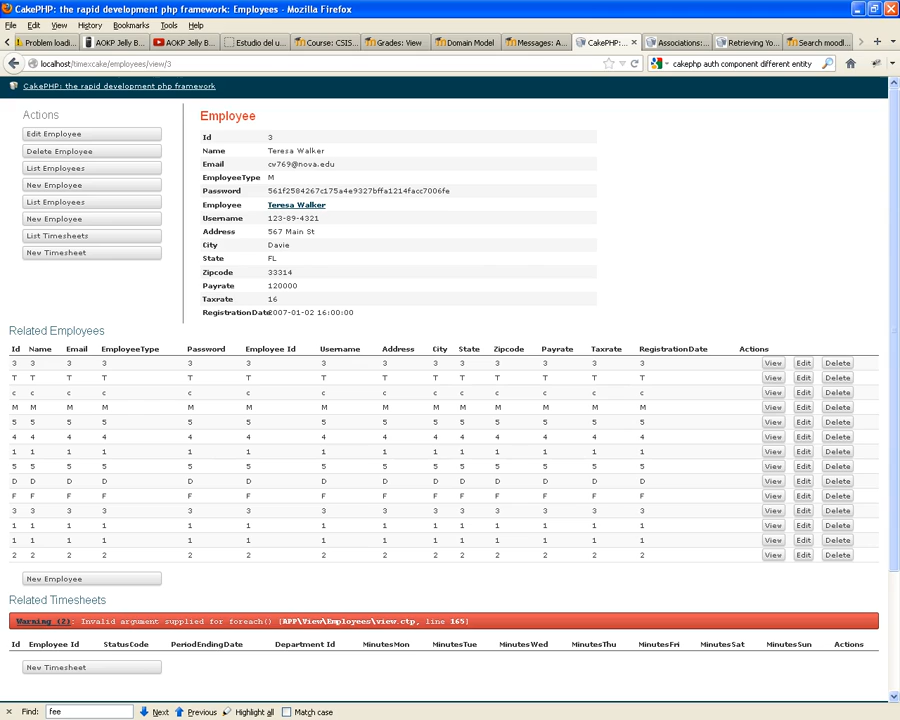 CakePHP: the rapid development php framework: Employees - Mozilla Firefox
File Edit View History Bookmarks Tools Help
Problem loadi... AOKP Jelly B... AOKP Jelly B... Estudio del u... Course: CSIS... Grades: View Domain Model Messages: A... CakePHP:... Associations:... Retrieving Yo... Search moodl...
localhost/timecake/employees/view/3 cakephp auth component different entity
CakePHP: the rapid development php framework
Actions
Edit Employee
Delete Employee
List Employees
New Employee
List Employees
New Employee
List Timesheets
New Timesheet
Employee
Id 3
Name Teresa Walker
Email cw769@nova.edu
EmployeeType M
Password 561f2584267c175a4e9327bffa1214facc7006fe
Employee Teresa Walker
Username 123-89-4321
Address 567 Main St
City Davie
State FL
Zipcode 33314
Payrate 120000
Taxrate 16
RegistrationDate 2007-01-02 16:00:00
Related Employees
Id Name Email EmployeeType Password Employee Id Username Address City State Zipcode Payrate Taxrate RegistrationDate Actions
3 3 3 3 3 3 3 3 3 3 3 3 3 3 View Edit Delete
T T T T T T T T T T T T T T View Edit Delete
c c c c c c c c c c c c c c View Edit Delete
M M M M M M M M M M M M M M View Edit Delete
5 5 5 5 5 5 5 5 5 5 5 5 5 5 View Edit Delete
4 4 4 4 4 4 4 4 4 4 4 4 4 4 View Edit Delete
1 1 1 1 1 1 1 1 1 1 1 1 1 1 View Edit Delete
5 5 5 5 5 5 5 5 5 5 5 5 5 5 View Edit Delete
D D D D D D D D D D D D D D View Edit Delete
F F F F F F F F F F F F F F View Edit Delete
3 3 3 3 3 3 3 3 3 3 3 3 3 3 View Edit Delete
1 1 1 1 1 1 1 1 1 1 1 1 1 1 View Edit Delete
1 1 1 1 1 1 1 1 1 1 1 1 1 1 View Edit Delete
2 2 2 2 2 2 2 2 2 2 2 2 2 2 View Edit Delete
New Employee
Related Timesheets
Warning (2): Invalid argument supplied for foreach() [APP\View\Employees\view.ctp, line 165]
Id Employee Id StatusCode PeriodEndingDate Department Id MinutesMon MinutesTue MinutesWed MinutesThu MinutesFri MinutesSat MinutesSun Actions
New Timesheet
Find: fee Next Previous Highlight all Match case